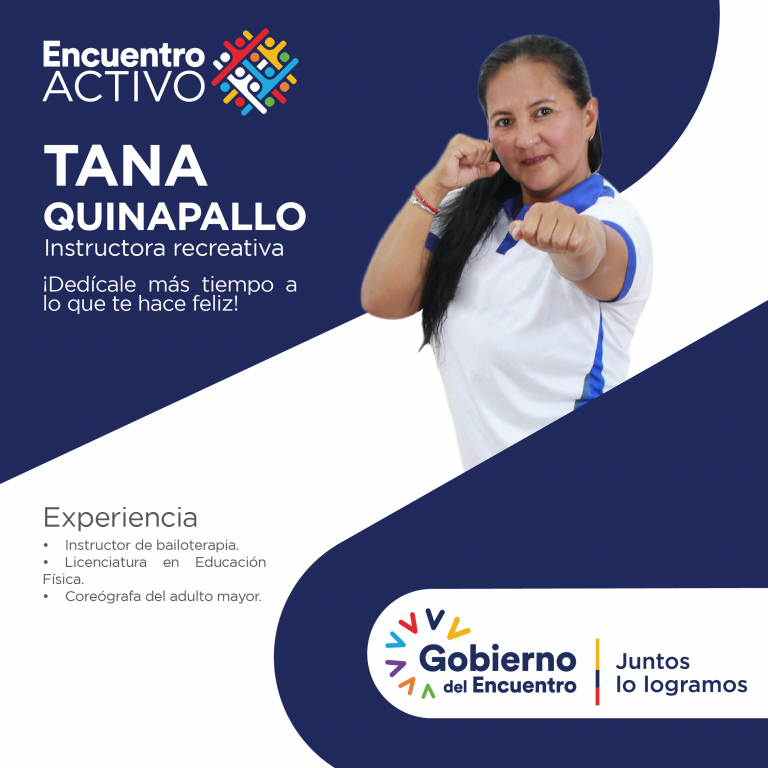 Encuentro
ACTIVO
TANA
QUINAPALLO
Instructora recreativa
¡Dedícale más tiempo a
lo que te hace feliz!
Experiencia
• Instructor de bailoterapia.
• Licenciatura en Educación
Física.
• Coreógrafa del adulto mayor.
Gobierno
del Encuentro
Juntos
lo logramos